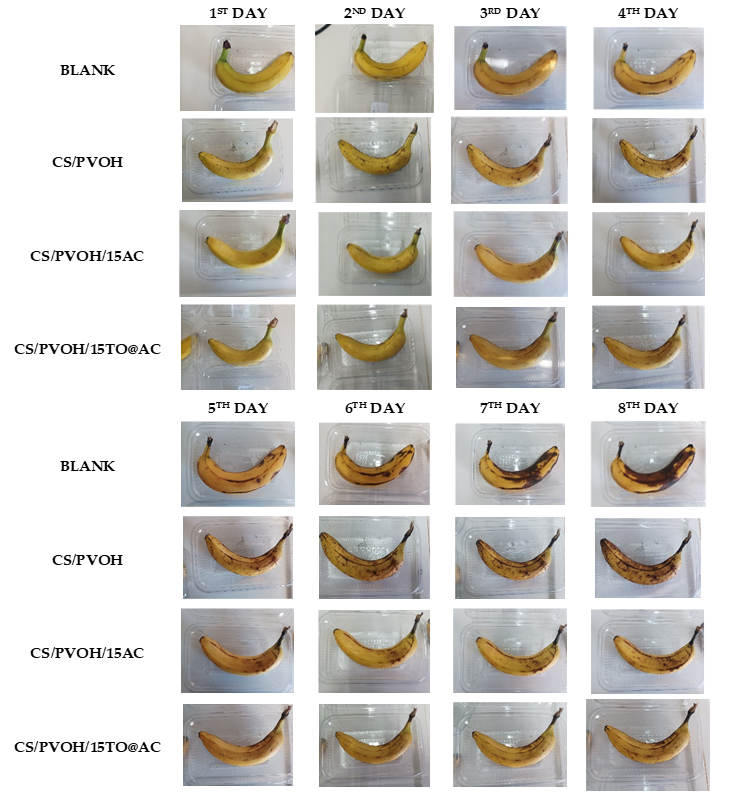 1ST DAY 2ND DAY 3RD DAY 4TH DAY
BLANK
CS/PVOH
CS/PVOH/15AC
CS/PVOH/15TO@AC
5TH DAY 6TH DAY 7TH DAY 8TH DAY
BLANK
CS/PVOH
CS/PVOH/15AC
CS/PVOH/15TO@AC